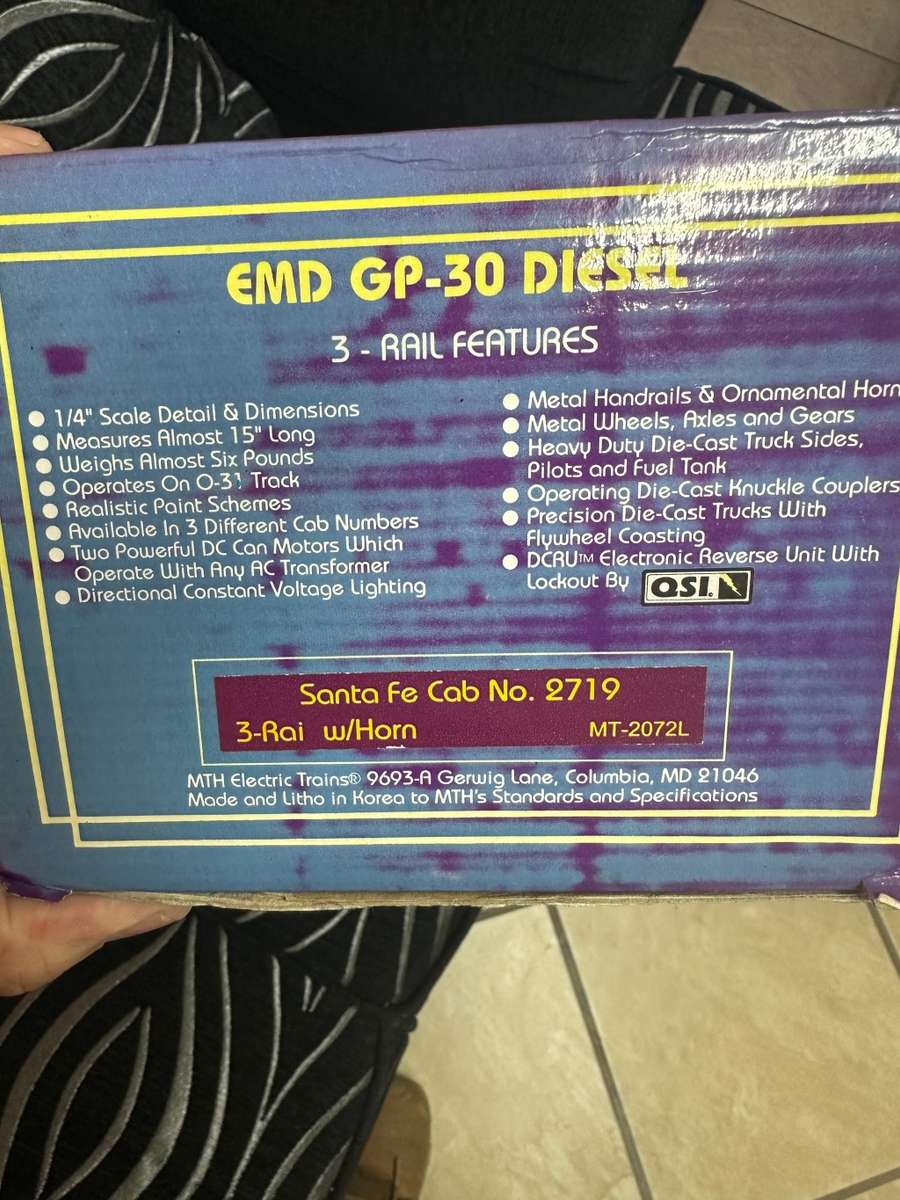 EMD GP-30 DIESEL
3 - RAIL FEATURES
1/4" Scale Detail & Dimensions
Measures Almost 15" Long
Weighs Almost Six Pounds
Operates On O-31 Track
Realistic Paint Schemes
Available In 3 Different Cab Numbers
Two Powerful DC Can Motors Which
Operate With Any AC Transformer
Directional Constant Voltage Lighting
Metal Handrails & Ornamental Horn
Metal Wheels, Axles and Gears
Heavy Duty Die-Cast Truck Sides,
Pilots and Fuel Tank
Operating Die-Cast Knuckle Couplers
Precision Die-Cast Trucks With
Flywheel Coasting
DCRU™ Electronic Reverse Unit With
Lockout By QSI.
Santa Fe Cab No. 2719
3-Rai w/Horn MT-2072L
MTH Electric Trains® 9693-A Gerwig Lane, Columbia, MD 21046
Made and Litho in Korea to MTH's Standards and Specifications